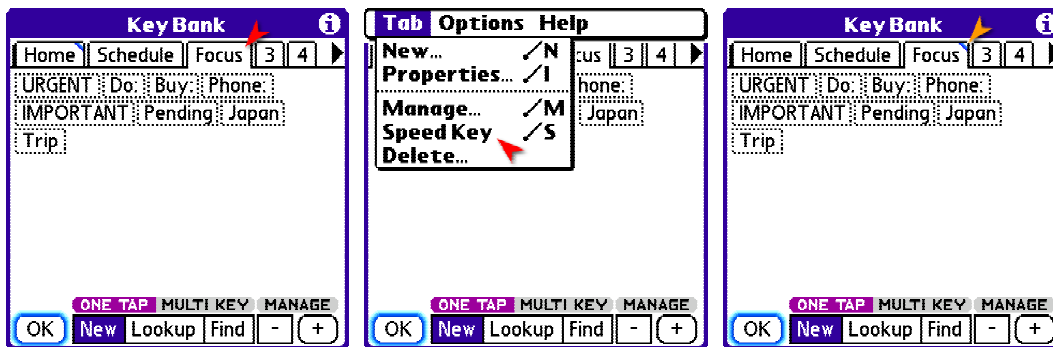 Key Bank i
Home Schedule Focus 3 4
URGENT Do: Buy: Phone:
IMPORTANT Pending Japan
Trip
ONE TAP MULTI KEY MANAGE
OK New Lookup Find - +
Tab Options Help
New... /N
cus 3 4
Properties... /I
hone:
Manage... /M
Japan
Speed Key /S
Delete...
ONE TAP MULTI KEY MANAGE
OK New Lookup Find - +
Key Bank i
Home Schedule Focus 3 4
URGENT Do: Buy: Phone:
IMPORTANT Pending Japan
Trip
ONE TAP MULTI KEY MANAGE
OK New Lookup Find - +